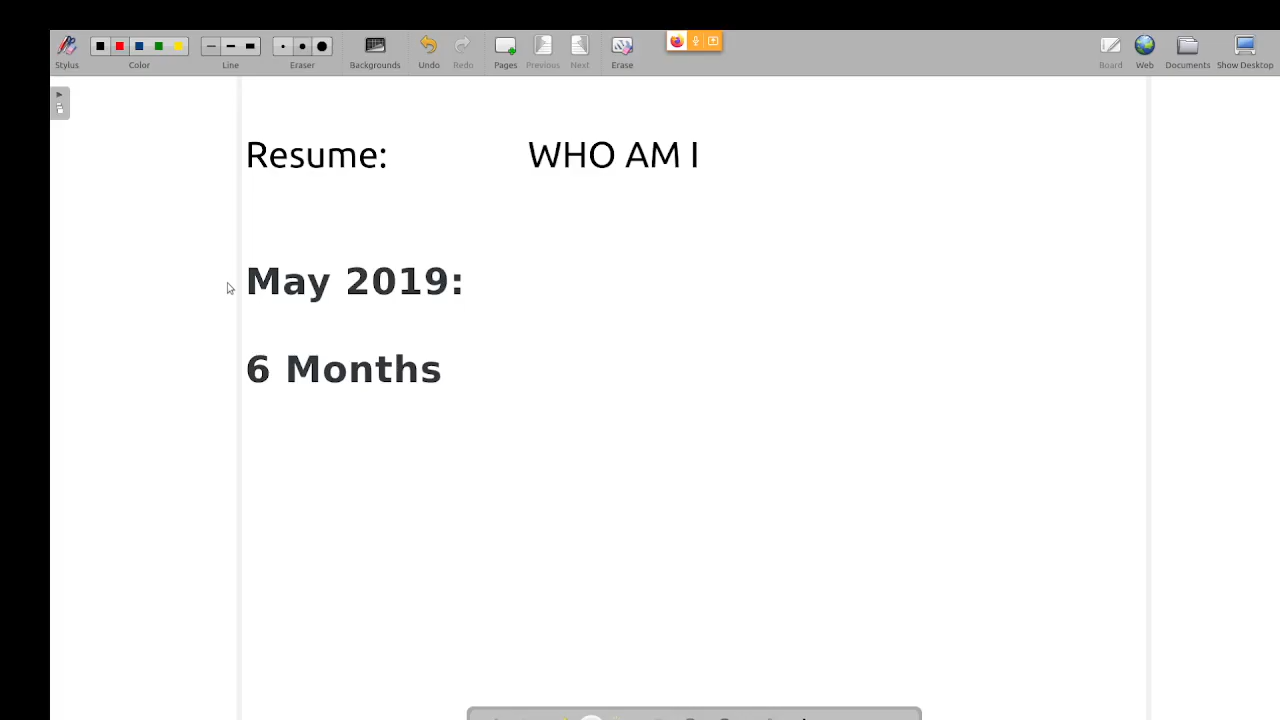 Stylus Color Line Eraser Backgrounds Undo Redo Pages Previous Next Erase Board Web Documents Show Desktop
Resume: WHO AM I
May 2019:
6 Months